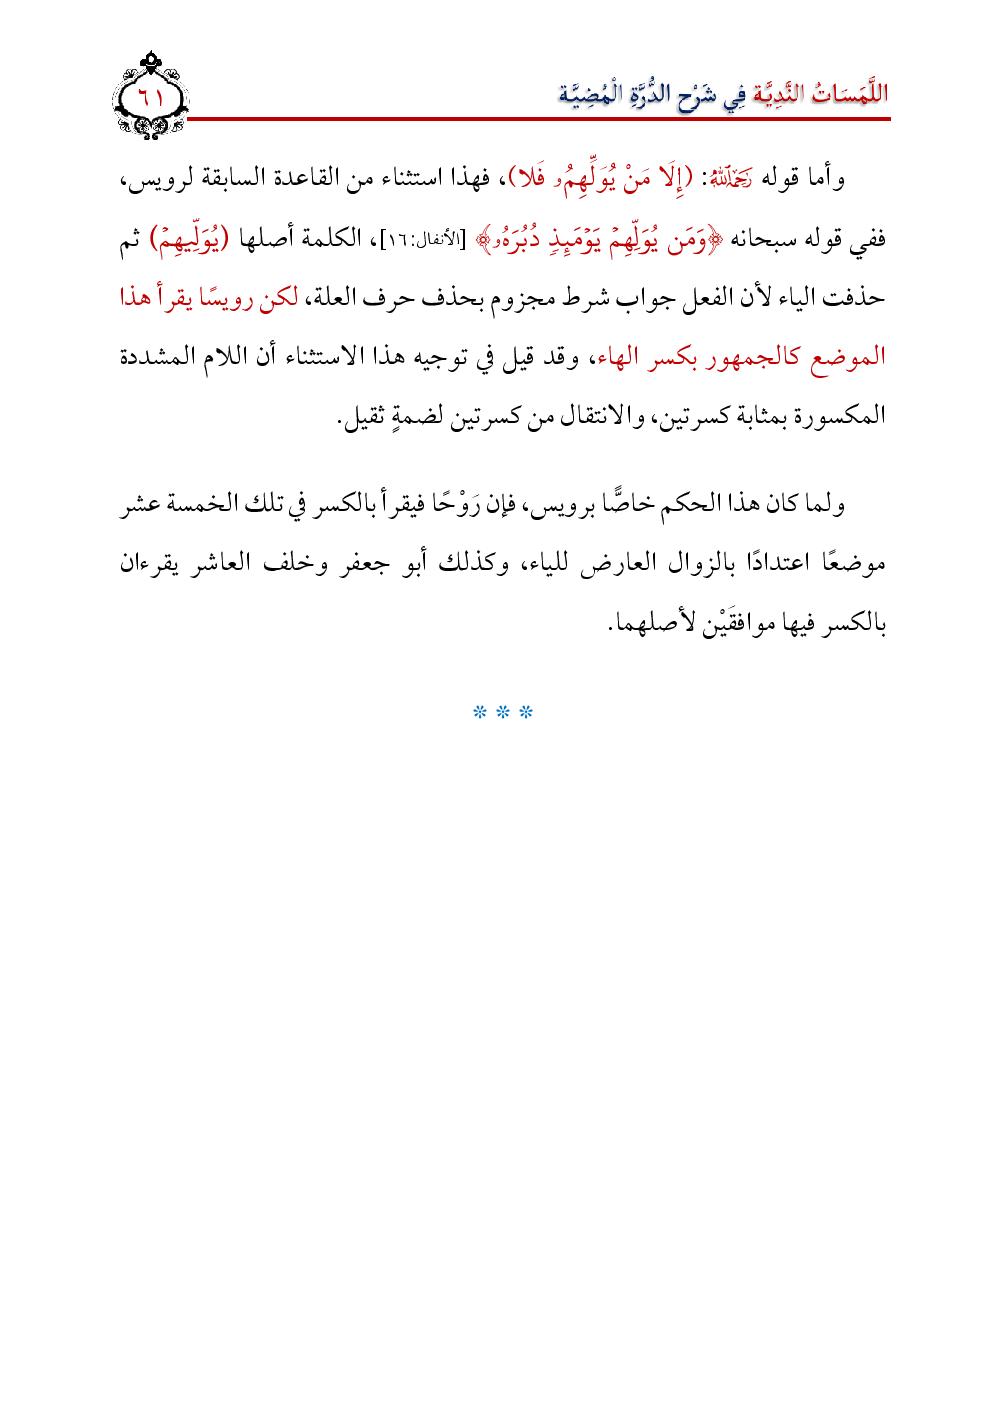 اللَّمَسَاتُ النَّدِيَّة فِي شَرْحِ الدُّرَّةِ الْمُضِيَّة
٦١
وأما قوله رَحِمَهُ ٱللَّهُ: (إِلَا مَنْ يُوَلِّهِمُۥ فَلا)، فهذا استثناء من القاعدة السابقة لرويس،
ففي قوله سبحانه ﴿وَمَن يُوَلِّهِمۡ يَوۡمَئِذٖ دُبُرَهُۥ﴾ [الأنفال:١٦]، الكلمة أصلها (يُوَلِّيهِمۡ) ثم
حذفت الياء لأن الفعل جواب شرط مجزوم بحذف حرف العلة، لكن رويسًا يقرأ هذا
الموضع كالجمهور بكسر الهاء، وقد قيل في توجيه هذا الاستثناء أن اللام المشددة
المكسورة بمثابة كسرتين، والانتقال من كسرتين لضمةٍ ثقيل.
ولما كان هذا الحكم خاصًّا برويس، فإن رَوْحًا فيقرأ بالكسر في تلك الخمسة عشر
موضعًا اعتدادًا بالزوال العارض للياء، وكذلك أبو جعفر وخلف العاشر يقرءان
بالكسر فيها موافقَيْن لأصلهما.
* * *